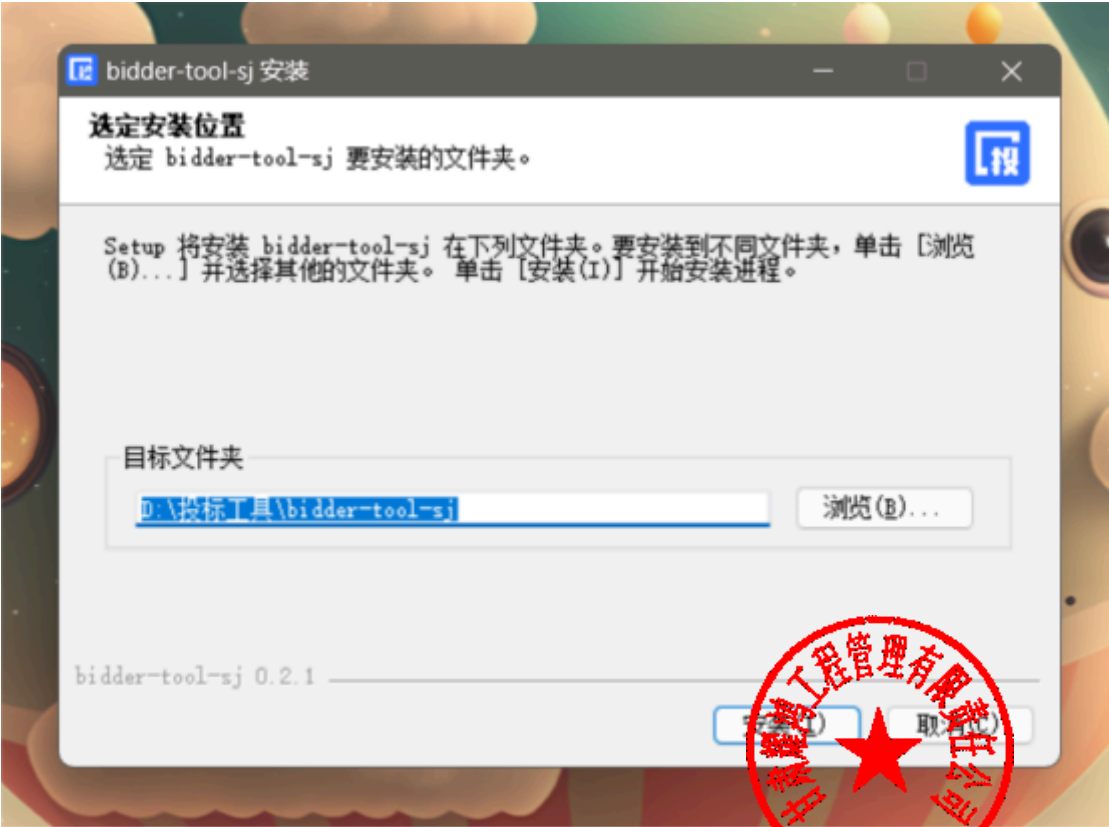 bidder-tool-sj 安装
选定安装位置
选定 bidder-tool-sj 要安装的文件夹。
投
Setup 将安装 bidder-tool-sj 在下列文件夹。要安装到不同文件夹，单击 [浏览
(B)...] 并选择其他的文件夹。 单击 [安装(I)] 开始安装进程。
目标文件夹
D:\投标工具\bidder-tool-sj
浏览(B)...
bidder-tool-sj 0.2.1
安装(I)
取消(C)
甘肃耀鸿工程管理有限责任公司